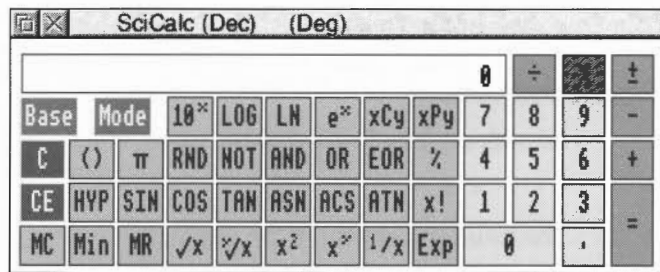 SciCalc (Dec) (Deg)
0 ÷ ±
Base Mode 10ˣ LOG LN eˣ xCy xPy 7 8 9 -
C () π RND NOT AND OR EOR % 4 5 6 +
CE HYP SIN COS TAN ASN ACS ATN x! 1 2 3 =
MC Min MR √x ʸ√x x² xʸ 1/x Exp 0 .